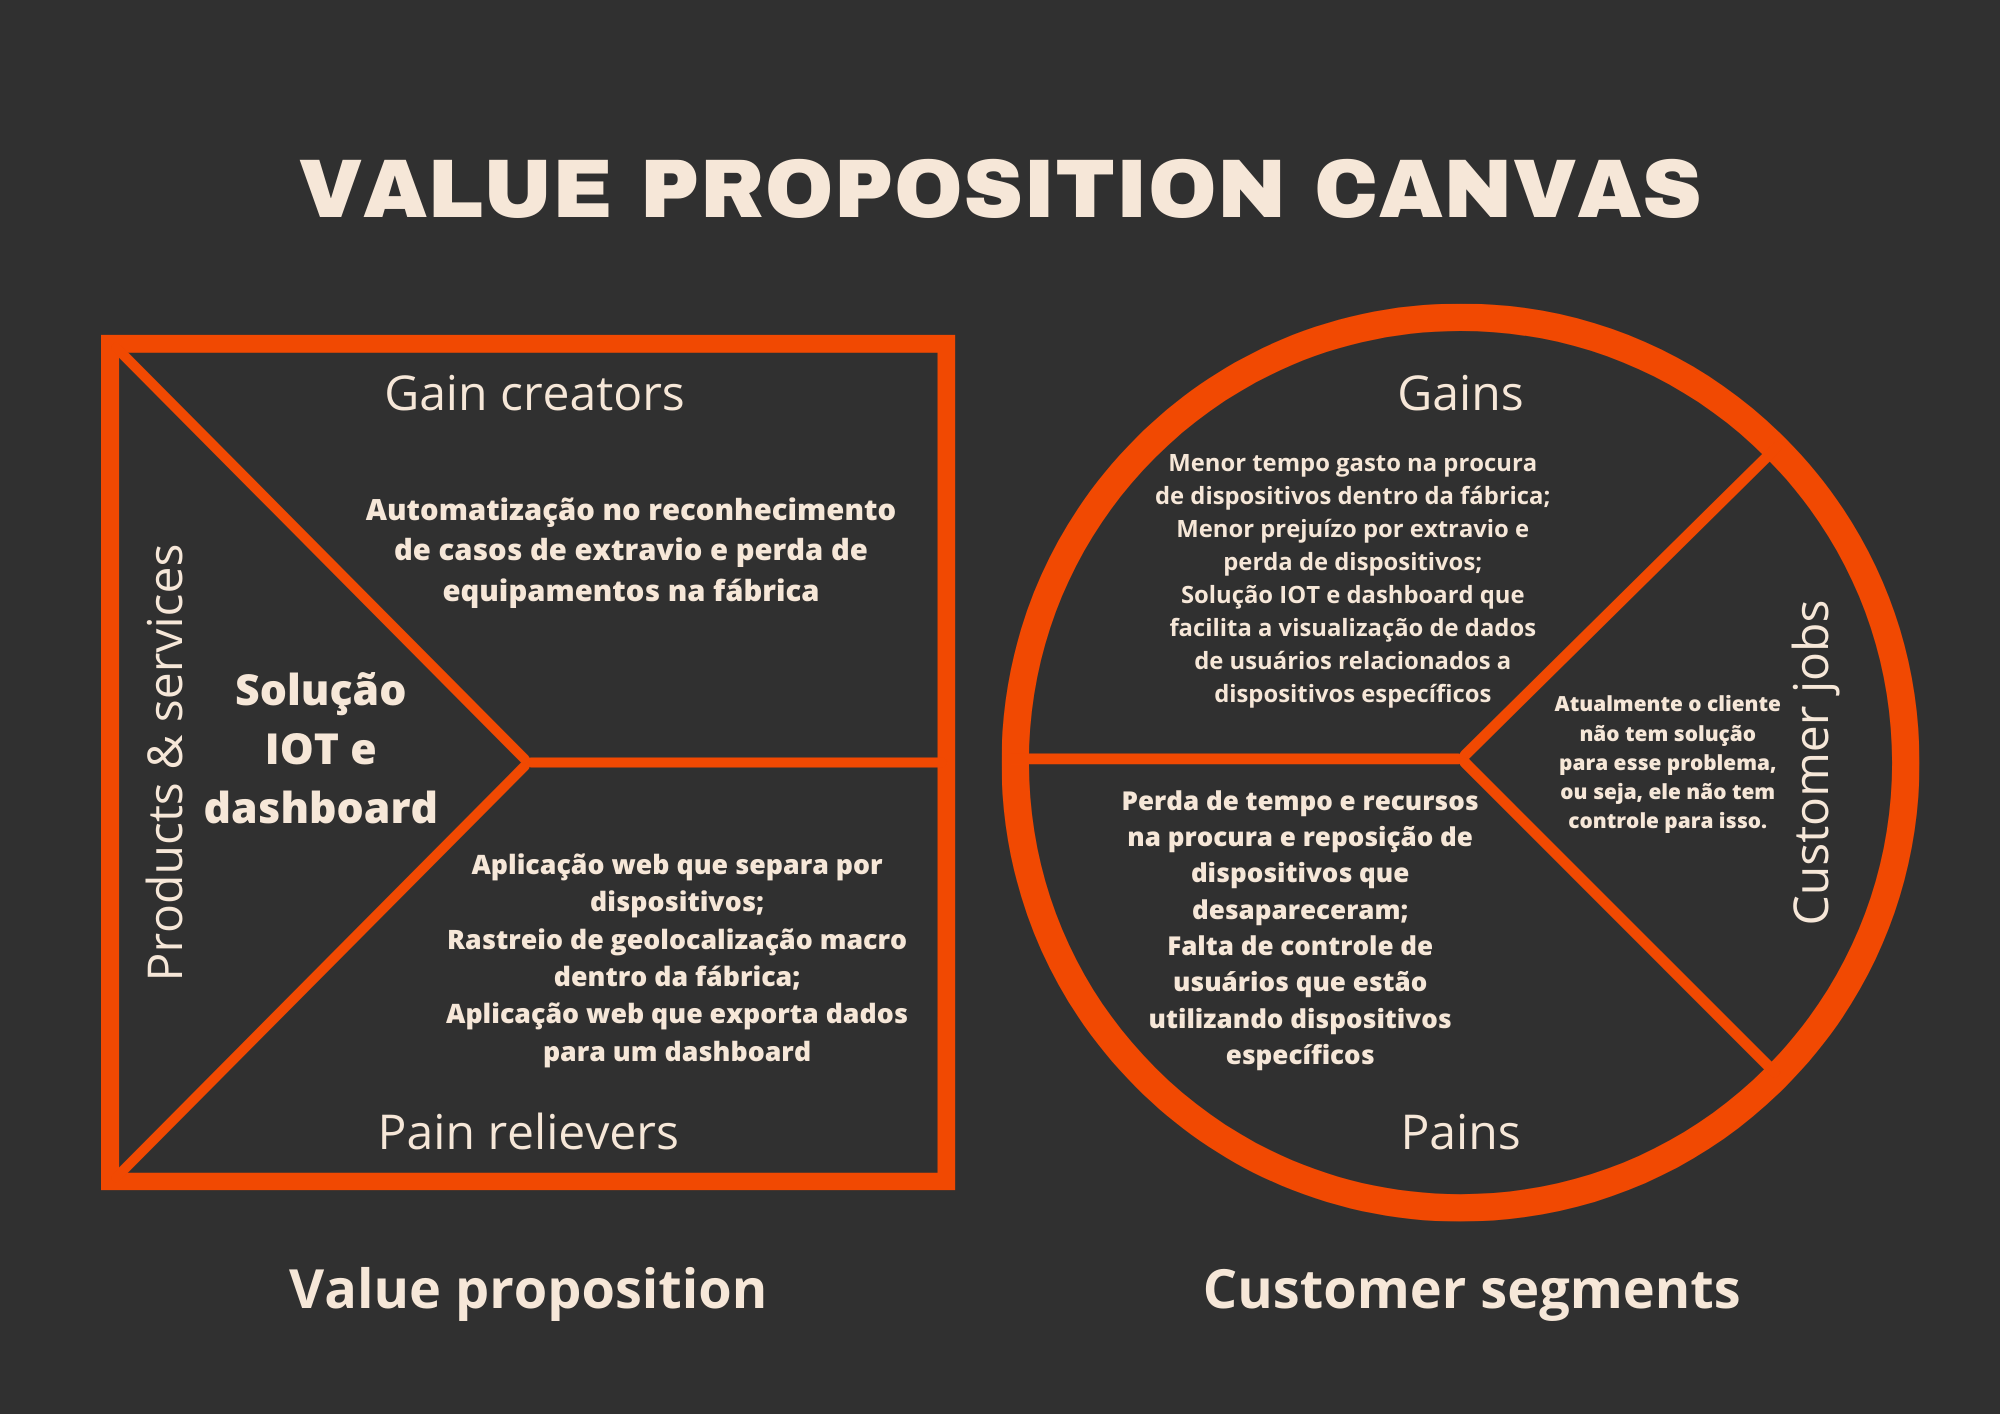 VALUE PROPOSITION CANVAS
Gain creators
Automatização no reconhecimento
de casos de extravio e perda de
equipamentos na fábrica
Products & services
Solução
IOT e
dashboard
Aplicação web que separa por
dispositivos;
Rastreio de geolocalização macro
dentro da fábrica;
Aplicação web que exporta dados
para um dashboard
Pain relievers
Value proposition
Gains
Menor tempo gasto na procura
de dispositivos dentro da fábrica;
Menor prejuízo por extravio e
perda de dispositivos;
Solução IOT e dashboard que
facilita a visualização de dados
de usuários relacionados a
dispositivos específicos
Atualmente o cliente
não tem solução
para esse problema,
ou seja, ele não tem
controle para isso.
Customer jobs
Perda de tempo e recursos
na procura e reposição de
dispositivos que
desapareceram;
Falta de controle de
usuários que estão
utilizando dispositivos
específicos
Pains
Customer segments